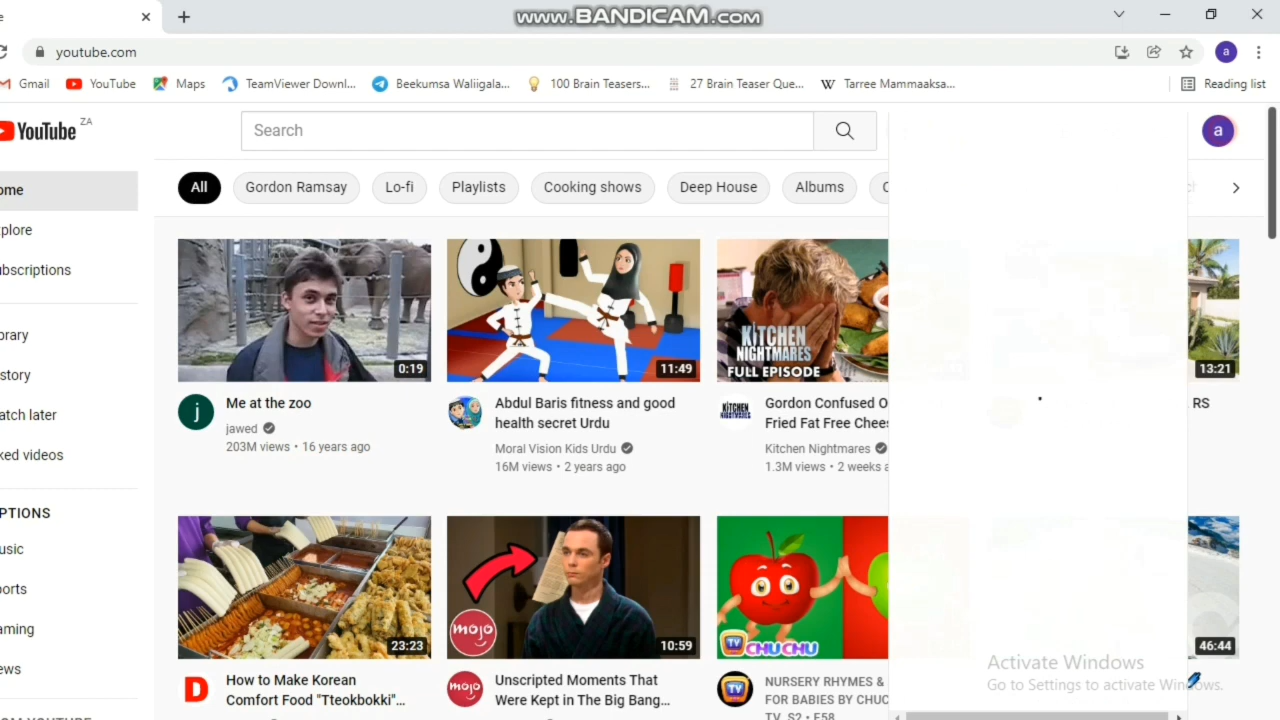 www.BANDICAM.com
youtube.com
a
Gmail
YouTube
Maps
TeamViewer Downl...
Beekumsa Waliigala...
100 Brain Teasers...
27 Brain Teaser Que...
Tarree Mammaaksa...
Reading list
YouTube ZA
Search
a
ome
All
Gordon Ramsay
Lo-fi
Playlists
Cooking shows
Deep House
Albums
plore
ubscriptions
brary
story
atch later
ked videos
PTIONS
usic
orts
aming
ews
0:19
11:49
KITCHEN
NIGHTMARES
FULL EPISODE
13:21
j
Me at the zoo
jawed
203M views • 16 years ago
Abdul Baris fitness and good
health secret Urdu
Moral Vision Kids Urdu
16M views • 2 years ago
KITCHEN
NIGHTMARES
Gordon Confused O
Fried Fat Free Chees
Kitchen Nightmares
1.3M views • 2 weeks a
RS
23:23
mojo
10:59
TV
CHUCHU
46:44
D
How to Make Korean
Comfort Food "Tteokbokki"...
mojo
Unscripted Moments That
Were Kept in The Big Bang...
TV
NURSERY RHYMES &
FOR BABIES BY CHUC
TV, S2 • E58
Activate Windows
Go to Settings to activate Windows.